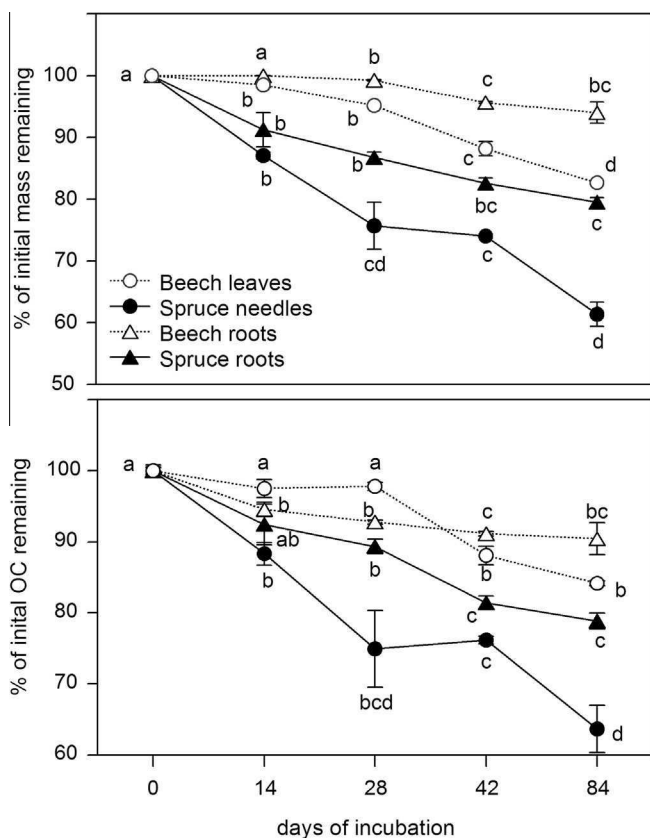 % of initial mass remaining
100
90
80
70
60
50
a
a
b
c
bc
b
b
c
d
b
b
bc
c
b
cd
c
d
Beech leaves
Spruce needles
Beech roots
Spruce roots
% of inital OC remaining
100
90
80
70
60
a
a
a
c
bc
b
b
b
b
ab
b
c
c
b
bcd
c
d
0 14 28 42 84
days of incubation